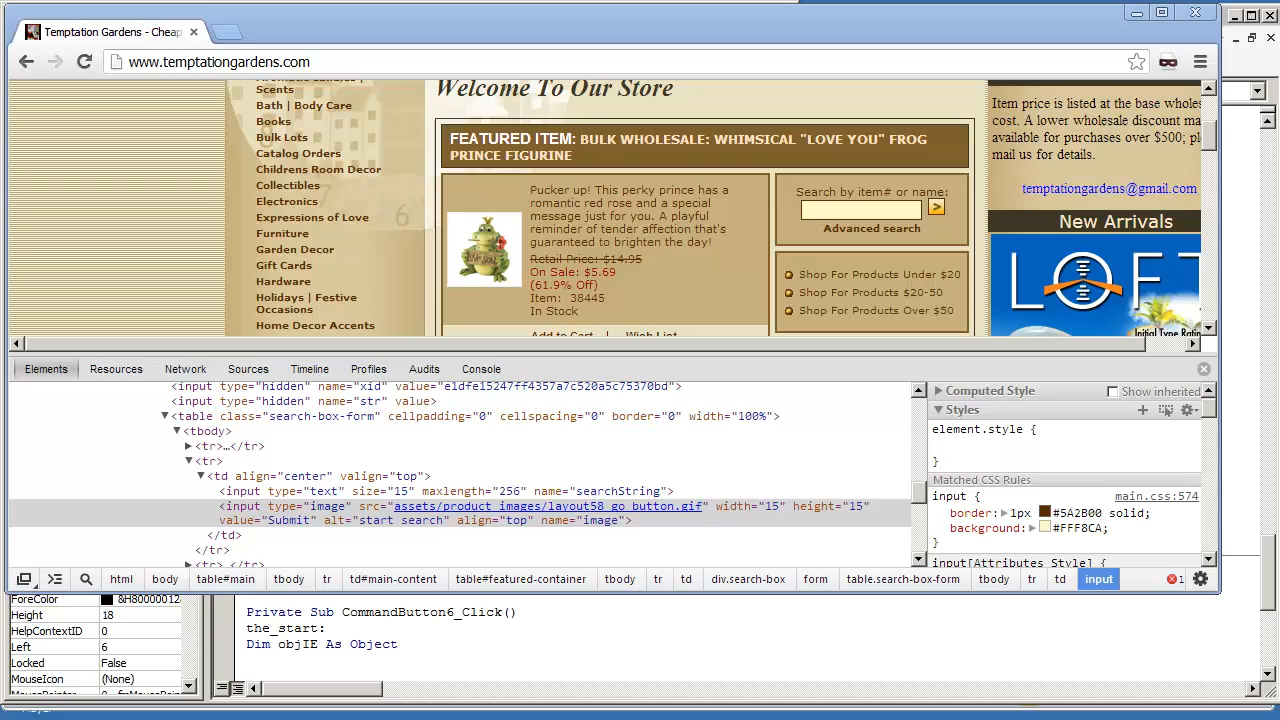 Temptation Gardens - Cheap
www.temptationgardens.com
Scents
Bath | Body Care
Books
Bulk Lots
Catalog Orders
Childrens Room Decor
Collectibles
Electronics
Expressions of Love
Furniture
Garden Decor
Gift Cards
Hardware
Holidays | Festive
Occasions
Home Decor Accents
Welcome To Our Store
FEATURED ITEM: BULK WHOLESALE: WHIMSICAL "LOVE YOU" FROG
PRINCE FIGURINE
Pucker up! This perky prince has a
romantic red rose and a special
message just for you. A playful
reminder of tender affection that's
guaranteed to brighten the day!
Retail Price: $14.95
On Sale: $5.69
(61.9% Off)
Item: 38445
In Stock
Add to Cart | Wish List
Search by item# or name:
>
Advanced search
Shop For Products Under $20
Shop For Products $20-50
Shop For Products Over $50
Item price is listed at the base whole
cost. A lower wholesale discount ma
available for purchases over $500; p
mail us for details.
temptationgardens@gmail.com
New Arrivals
LOFT
Initial Type Rati
Elements Resources Network Sources Timeline Profiles Audits Console
<input type="hidden" name="xid" value="e1dfe15247ff4357a7c520a5c75370bd">
<input type="hidden" name="str" value>
<table class="search-box-form" cellpadding="0" cellspacing="0" border="0" width="100%">
<tbody>
<tr>…</tr>
<tr>
<td align="center" valign="top">
<input type="text" size="15" maxlength="256" name="searchString">
<input type="image" src="assets/product_images/layout58_go_button.gif" width="15" height="15"
value="Submit" alt="start search" align="top" name="image">
</td>
</tr>
Computed Style Show inherited
Styles
element.style {
}
Matched CSS Rules
input { main.css:574
border: 1px #5A2B00 solid;
background: #FFF8CA;
}
input[Attributes Style] {
html body table#main tbody tr td#main-content table#featured-container tbody tr td div.search-box form table.search-box-form tbody tr td input 1
ForeColor &H80000012
Height 18
HelpContextID 0
Left 6
Locked False
MouseIcon (None)
Private Sub CommandButton6_Click()
the_start:
Dim objIE As Object